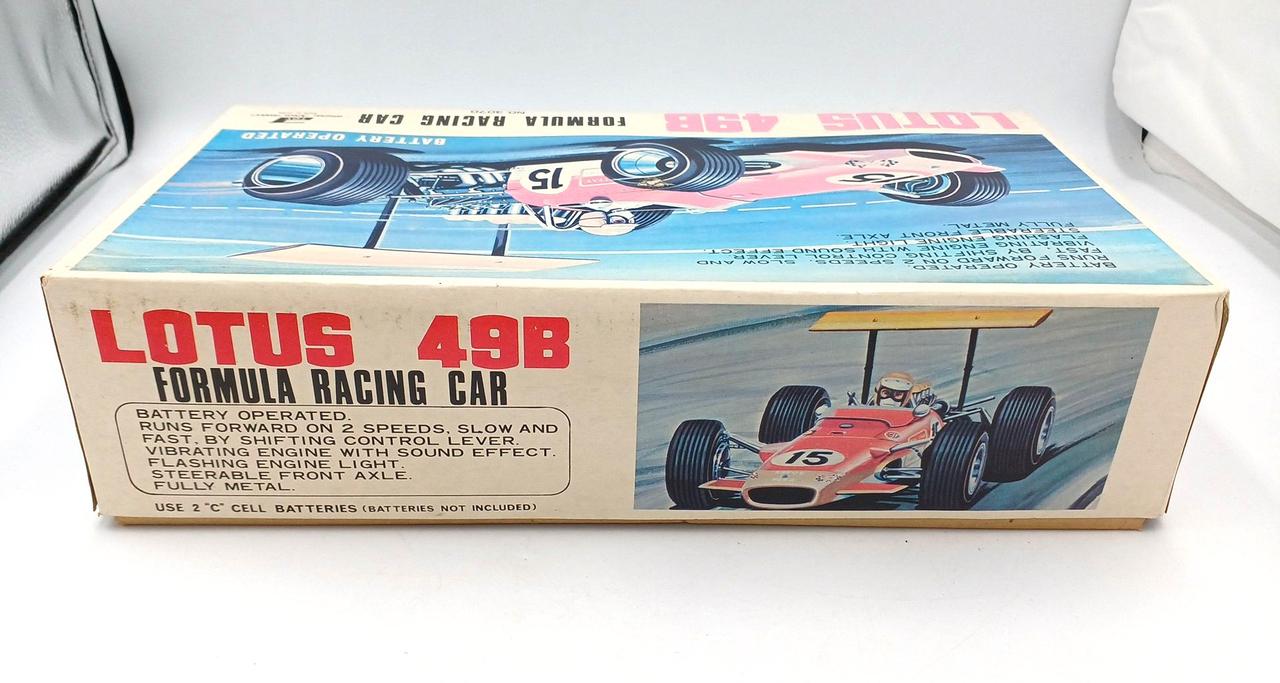 LOTUS 49B
FORMULA RACING CAR
NO. 3070
BATTERY OPERATED
15
BATTERY OPERATED.
RUNS FORWARD ON 2 SPEEDS, SLOW AND
FAST, BY SHIFTING CONTROL LEVER.
VIBRATING ENGINE WITH SOUND EFFECT.
FLASHING ENGINE LIGHT.
STEERABLE FRONT AXLE.
FULLY METAL.
LOTUS 49B
FORMULA RACING CAR
BATTERY OPERATED.
RUNS FORWARD ON 2 SPEEDS, SLOW AND
FAST, BY SHIFTING CONTROL LEVER.
VIBRATING ENGINE WITH SOUND EFFECT.
FLASHING ENGINE LIGHT.
STEERABLE FRONT AXLE.
FULLY METAL.
USE 2 "C" CELL BATTERIES (BATTERIES NOT INCLUDED)
15